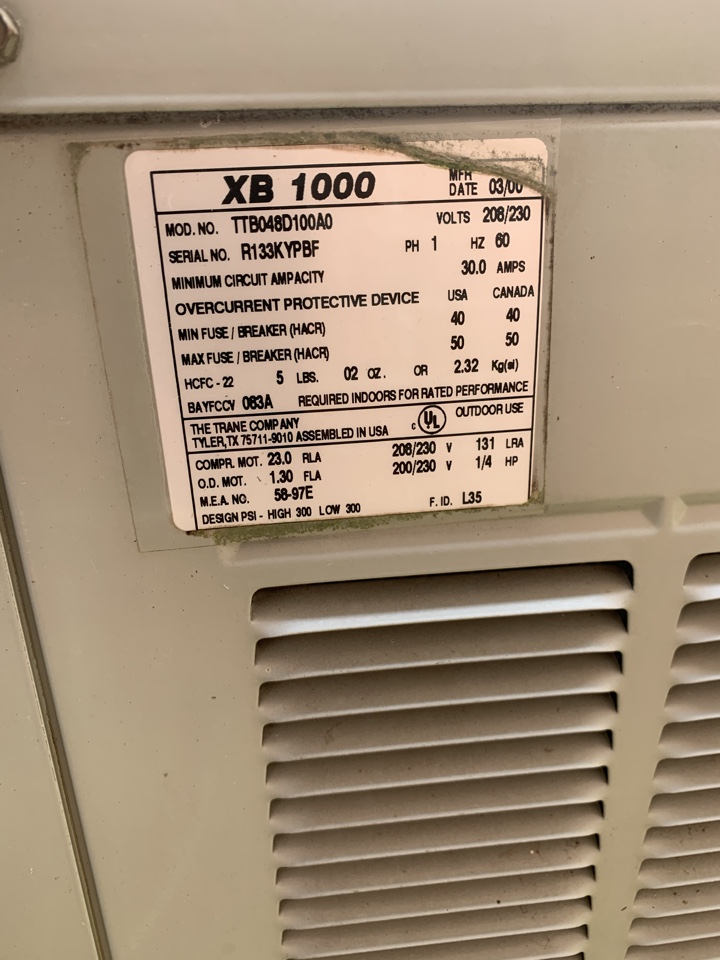 XB 1000
MFR
DATE 03/00
MOD. NO. TTB048D100A0 VOLTS 208/230
SERIAL NO. R133KYPBF PH 1 HZ 60
MINIMUM CIRCUIT AMPACITY 30.0 AMPS
OVERCURRENT PROTECTIVE DEVICE USA CANADA
MIN FUSE / BREAKER (HACR) 40 40
MAX FUSE / BREAKER (HACR) 50 50
HCFC - 22 5 LBS. 02 OZ. OR 2.32 Kg(si)
BAYFCCV 083A REQUIRED INDOORS FOR RATED PERFORMANCE
THE TRANE COMPANY
TYLER, TX 75711-9010 ASSEMBLED IN USA
C UL OUTDOOR USE
COMPR. MOT. 23.0 RLA 208/230 V 131 LRA
O.D. MOT. 1.30 FLA 200/230 V 1/4 HP
M.E.A. NO. 58-97E
DESIGN PSI - HIGH 300 LOW 300 F. ID. L35